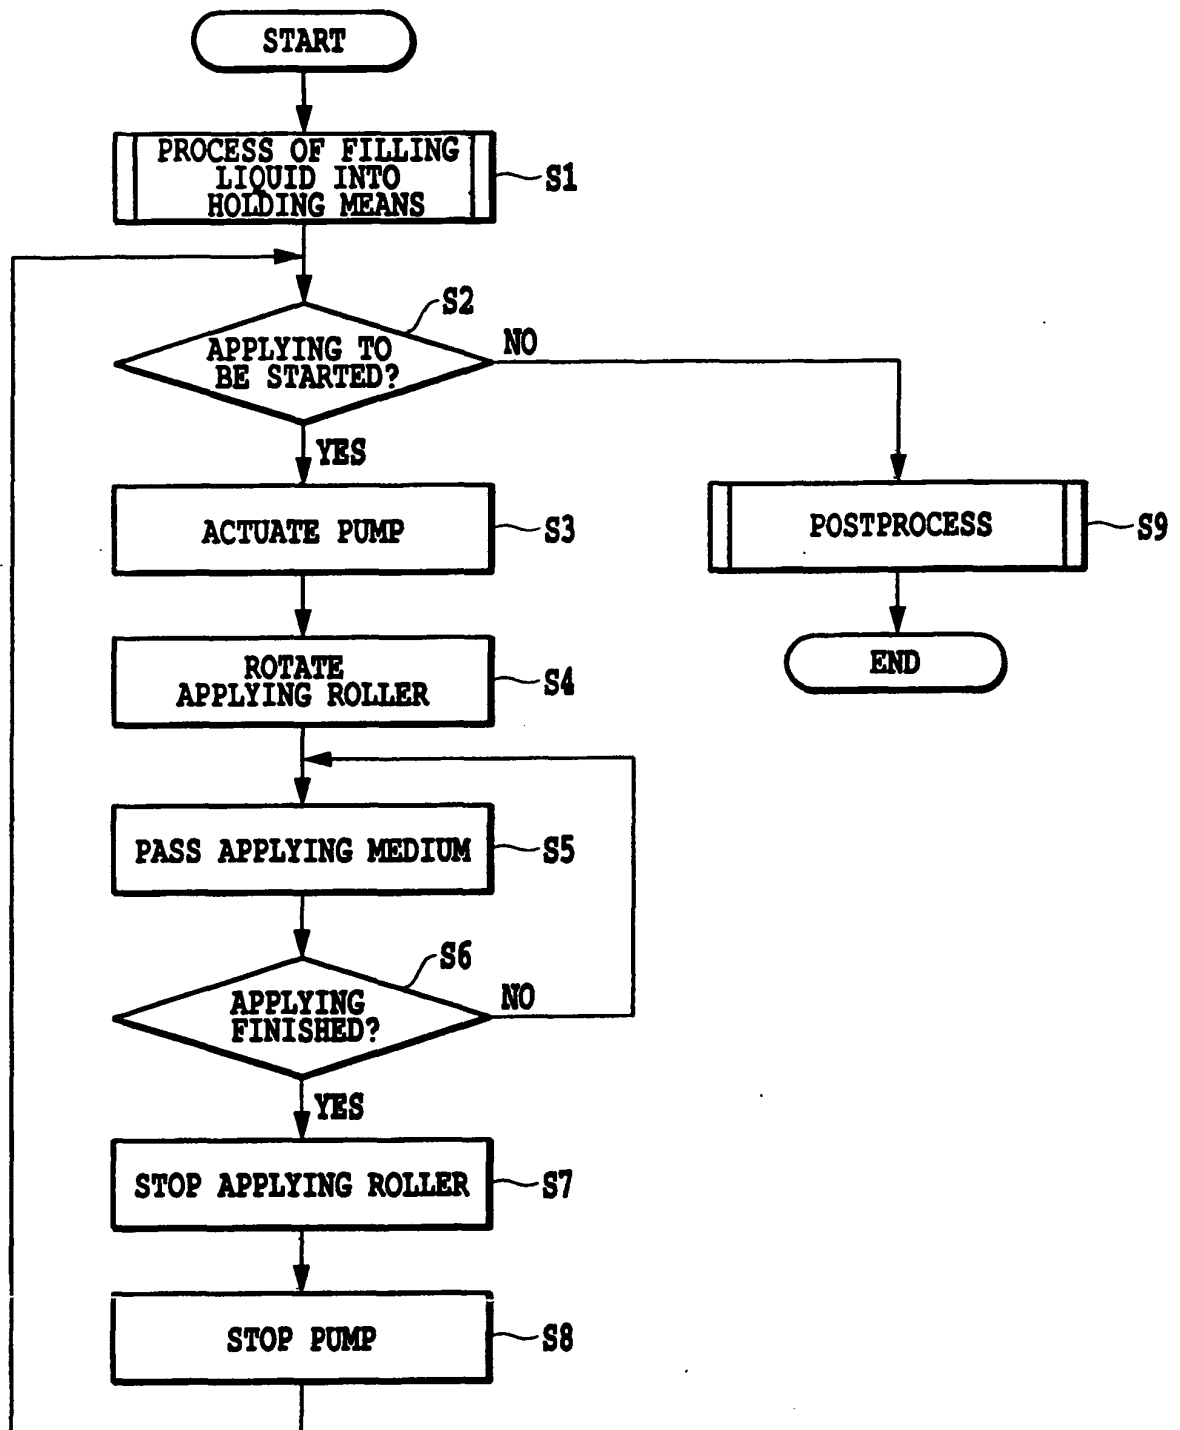 START
PROCESS OF FILLING
LIQUID INTO
HOLDING MEANS
S1
S2
APPLYING TO
BE STARTED?
NO
YES
ACTUATE PUMP
S3
POSTPROCESS
S9
ROTATE
APPLYING ROLLER
S4
END
PASS APPLYING MEDIUM
S5
S6
APPLYING
FINISHED?
NO
YES
STOP APPLYING ROLLER
S7
STOP PUMP
S8